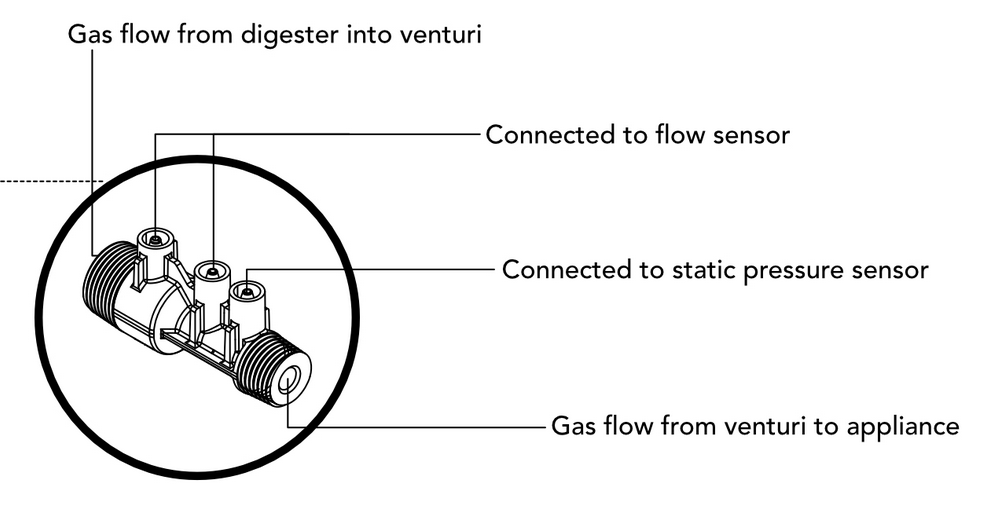 Gas flow from digester into venturi
Connected to flow sensor
Connected to static pressure sensor
Gas flow from venturi to appliance